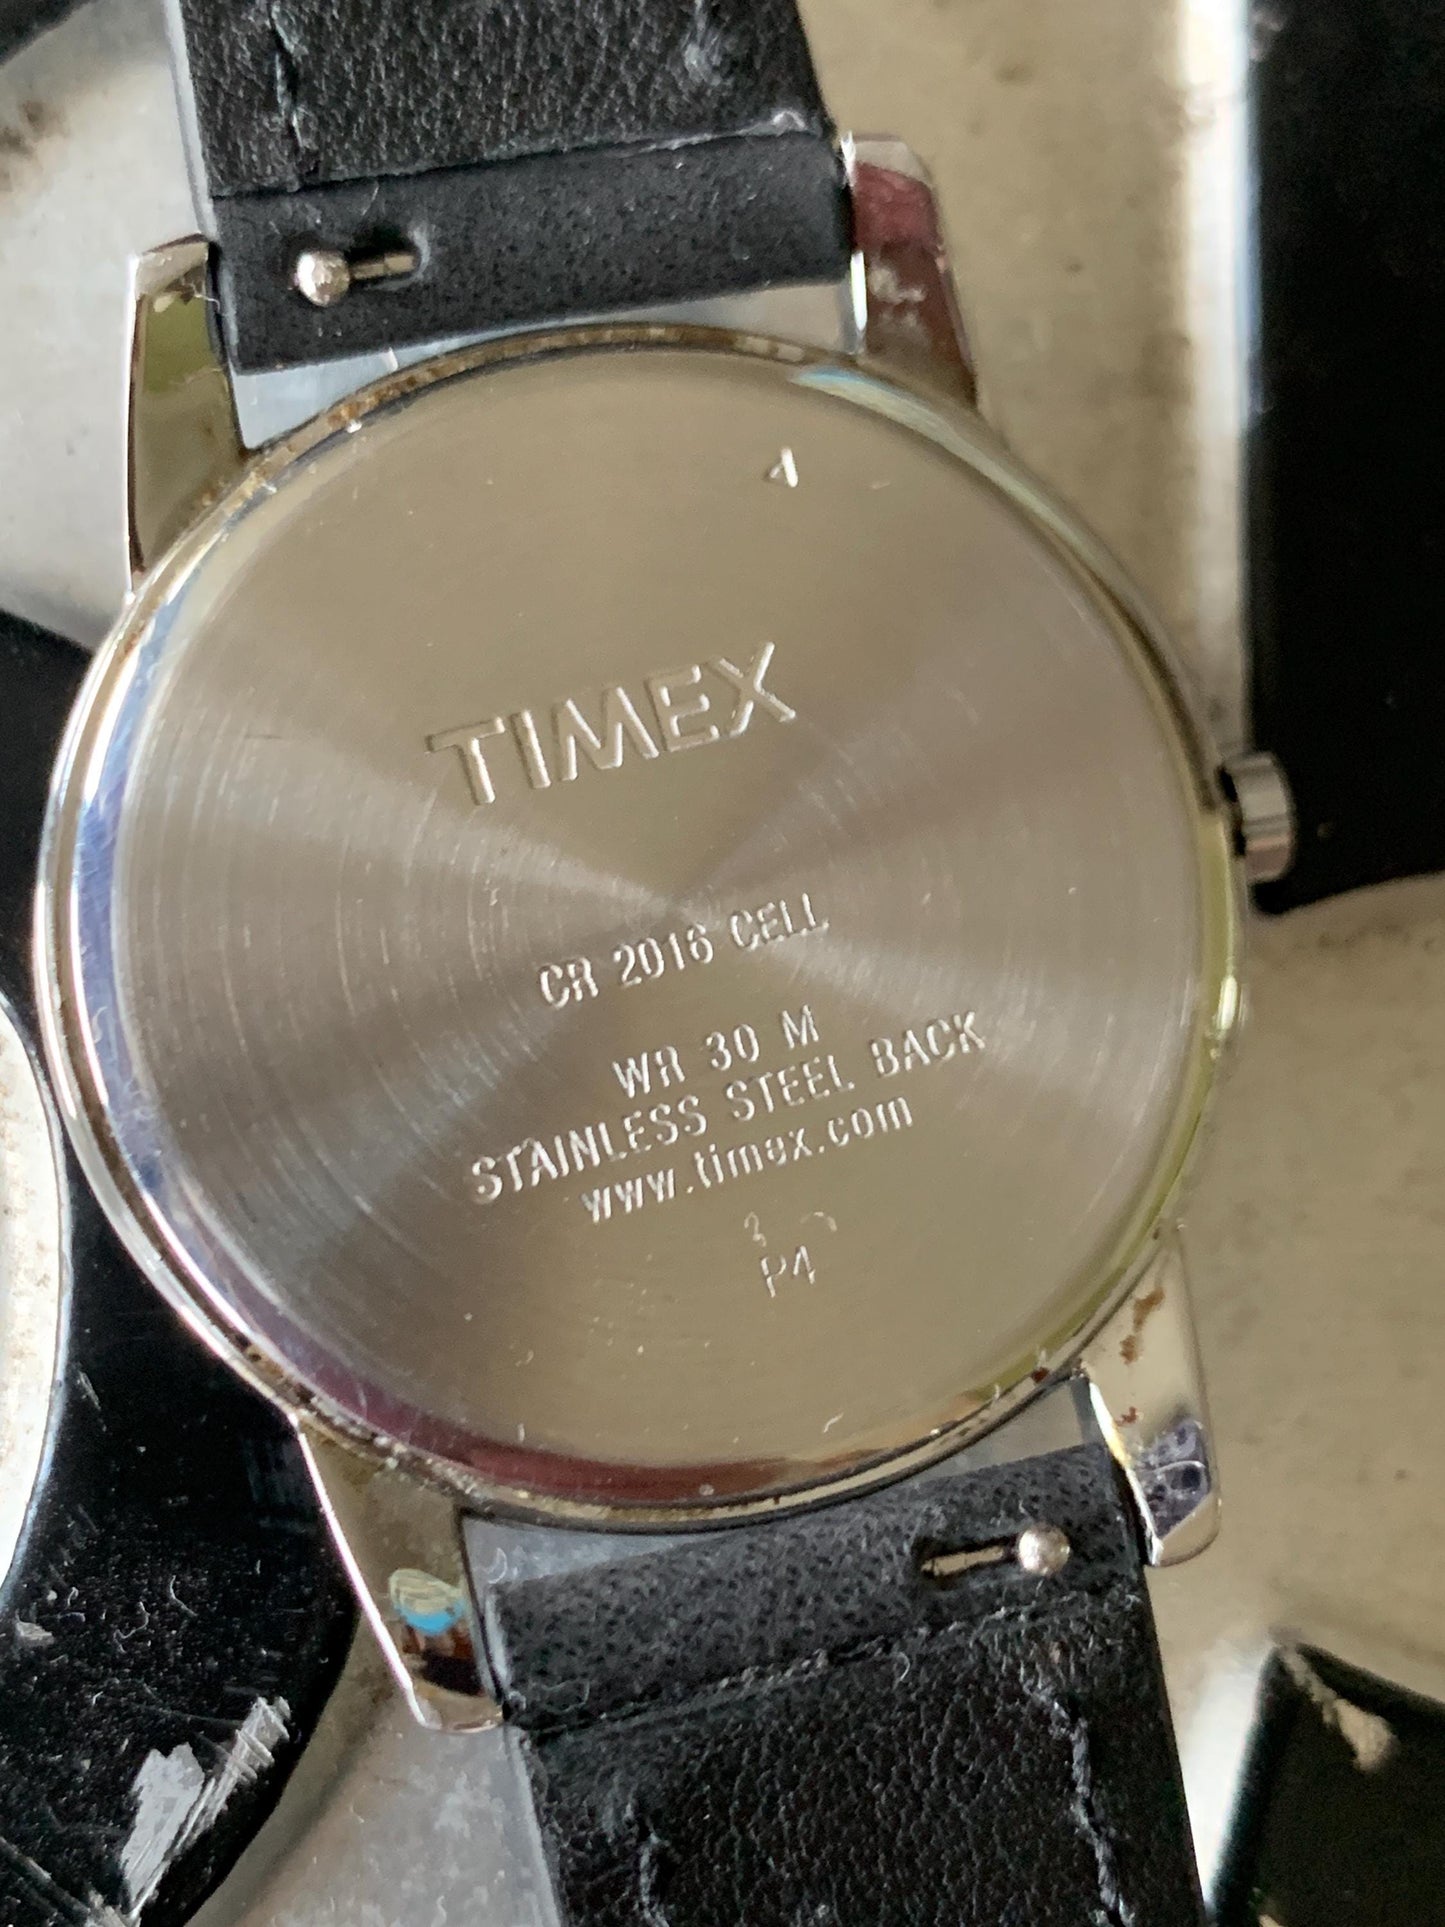 TIMEX
CR 2016 CELL
WR 30 M
STAINLESS STEEL BACK
www.timex.com
P4